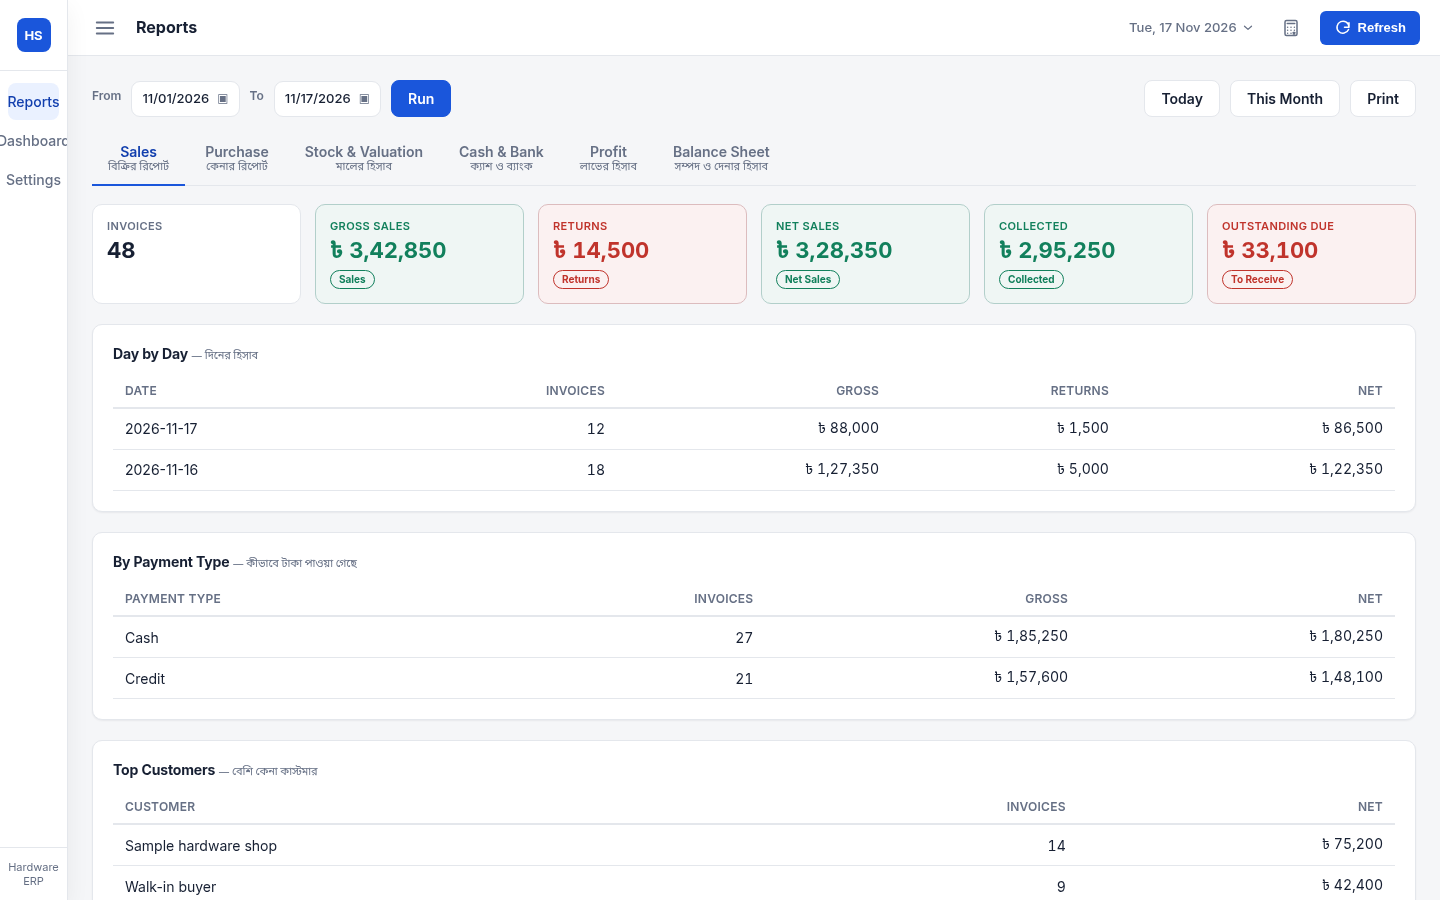 HS
Reports
Tue, 17 Nov 2026
Refresh
Reports
Dashboard
Settings
Hardware
ERP
From
11/01/2026
To
11/17/2026
Run
Today
This Month
Print
Sales
বিক্রির রিপোর্ট
Purchase
কেনার রিপোর্ট
Stock & Valuation
মালের হিসাব
Cash & Bank
ক্যাশ ও ব্যাংক
Profit
লাভের হিসাব
Balance Sheet
সম্পদ ও দেনার হিসাব
INVOICES
48
GROSS SALES
৳ 3,42,850
Sales
RETURNS
৳ 14,500
Returns
NET SALES
৳ 3,28,350
Net Sales
COLLECTED
৳ 2,95,250
Collected
OUTSTANDING DUE
৳ 33,100
To Receive
Day by Day — দিনের হিসাব
DATE INVOICES GROSS RETURNS NET
2026-11-17 12 ৳ 88,000 ৳ 1,500 ৳ 86,500
2026-11-16 18 ৳ 1,27,350 ৳ 5,000 ৳ 1,22,350
By Payment Type — কীভাবে টাকা পাওয়া গেছে
PAYMENT TYPE INVOICES GROSS NET
Cash 27 ৳ 1,85,250 ৳ 1,80,250
Credit 21 ৳ 1,57,600 ৳ 1,48,100
Top Customers — বেশি কেনা কাস্টমার
CUSTOMER INVOICES NET
Sample hardware shop 14 ৳ 75,200
Walk-in buyer 9 ৳ 42,400